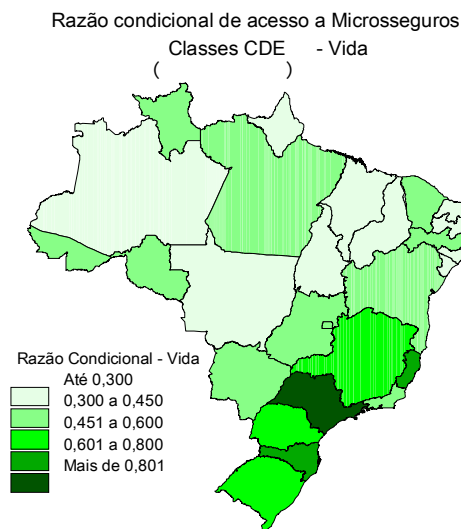 Razão condicional de acesso a Microsseguros
Classes CDE - Vida
( )
Razão Condicional - Vida
Até 0,300
0,300 a 0,450
0,451 a 0,600
0,601 a 0,800
Mais de 0,801